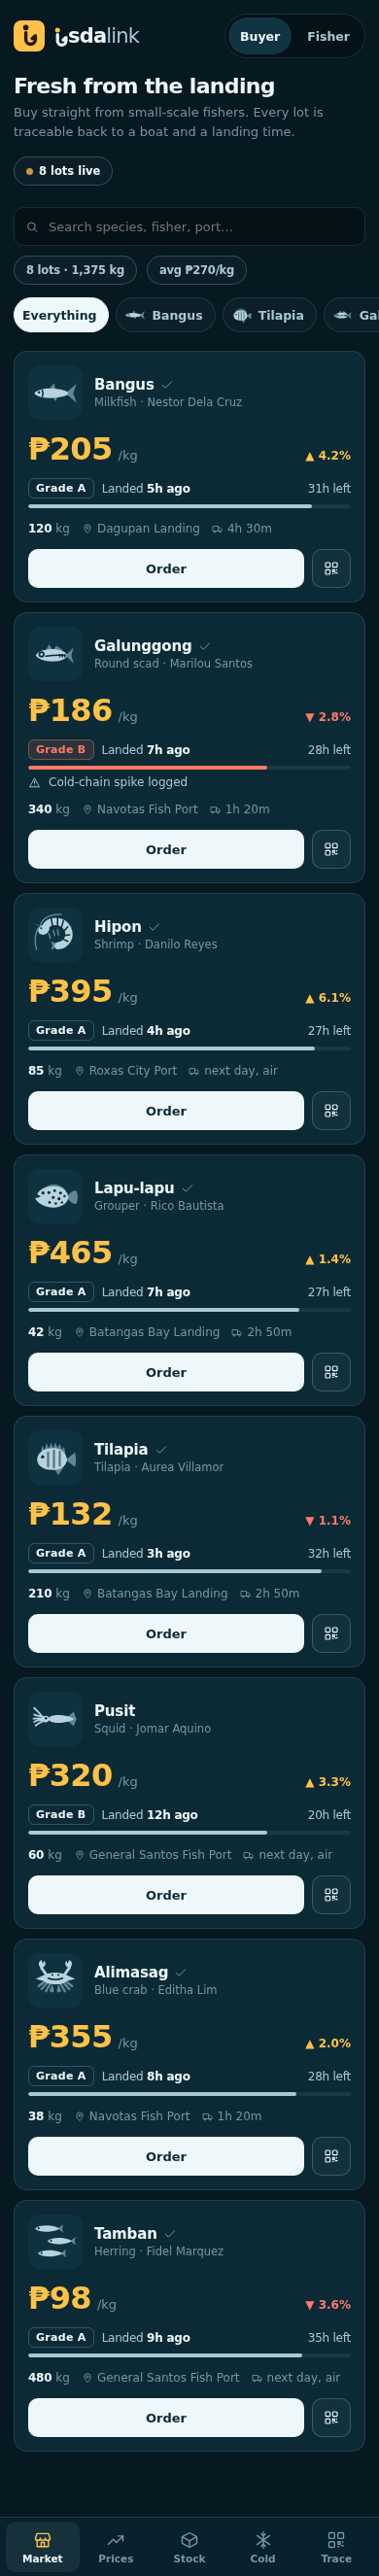 isdalink
Buyer Fisher
Fresh from the landing
Buy straight from small-scale fishers. Every lot is
traceable back to a boat and a landing time.
8 lots live
Search species, fisher, port...
8 lots · 1,375 kg avg ₱270/kg
Everything Bangus Tilapia Gal
Bangus
Milkfish · Nestor Dela Cruz
₱205 /kg ▲ 4.2%
Grade A Landed 5h ago 31h left
120 kg Dagupan Landing 4h 30m
Order
Galunggong
Round scad · Marilou Santos
₱186 /kg ▼ 2.8%
Grade B Landed 7h ago 28h left
Cold-chain spike logged
340 kg Navotas Fish Port 1h 20m
Order
Hipon
Shrimp · Danilo Reyes
₱395 /kg ▲ 6.1%
Grade A Landed 4h ago 27h left
85 kg Roxas City Port next day, air
Order
Lapu-lapu
Grouper · Rico Bautista
₱465 /kg ▲ 1.4%
Grade A Landed 7h ago 27h left
42 kg Batangas Bay Landing 2h 50m
Order
Tilapia
Tilapia · Aurea Villamor
₱132 /kg ▼ 1.1%
Grade A Landed 3h ago 32h left
210 kg Batangas Bay Landing 2h 50m
Order
Pusit
Squid · Jomar Aquino
₱320 /kg ▲ 3.3%
Grade B Landed 12h ago 20h left
60 kg General Santos Fish Port next day, air
Order
Alimasag
Blue crab · Editha Lim
₱355 /kg ▲ 2.0%
Grade A Landed 8h ago 28h left
38 kg Navotas Fish Port 1h 20m
Order
Tamban
Herring · Fidel Marquez
₱98 /kg ▼ 3.6%
Grade A Landed 9h ago 35h left
480 kg General Santos Fish Port next day, air
Order
Market Prices Stock Cold Trace